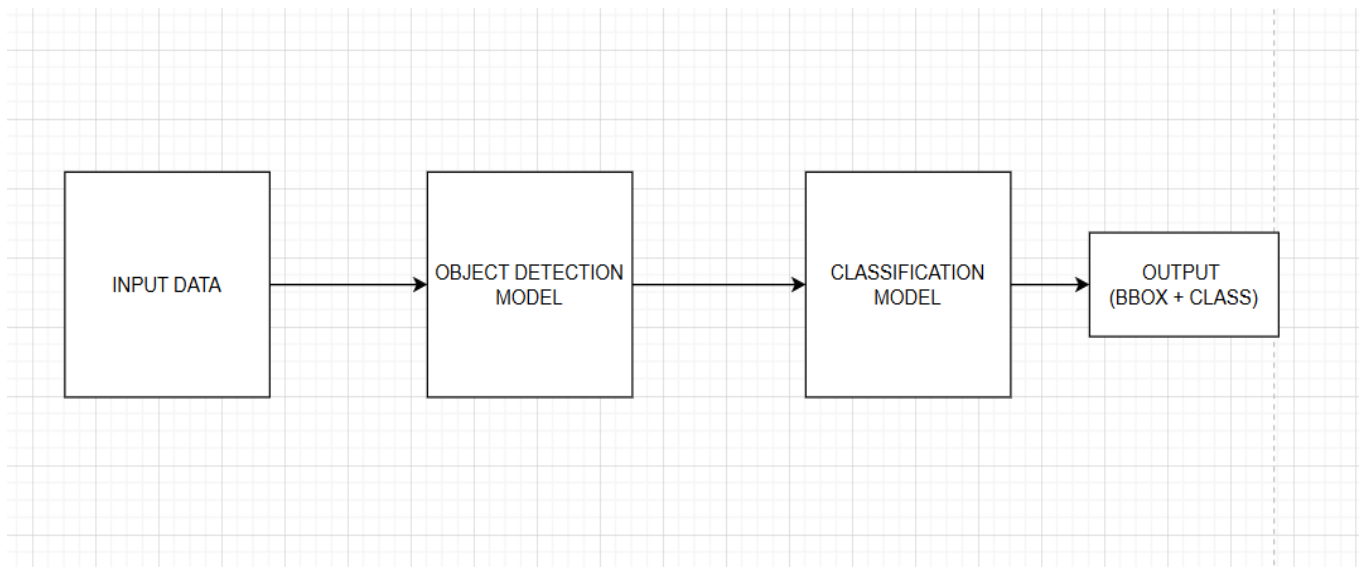 INPUT DATA
OBJECT DETECTION
MODEL
CLASSIFICATION
MODEL
OUTPUT
(BBOX + CLASS)